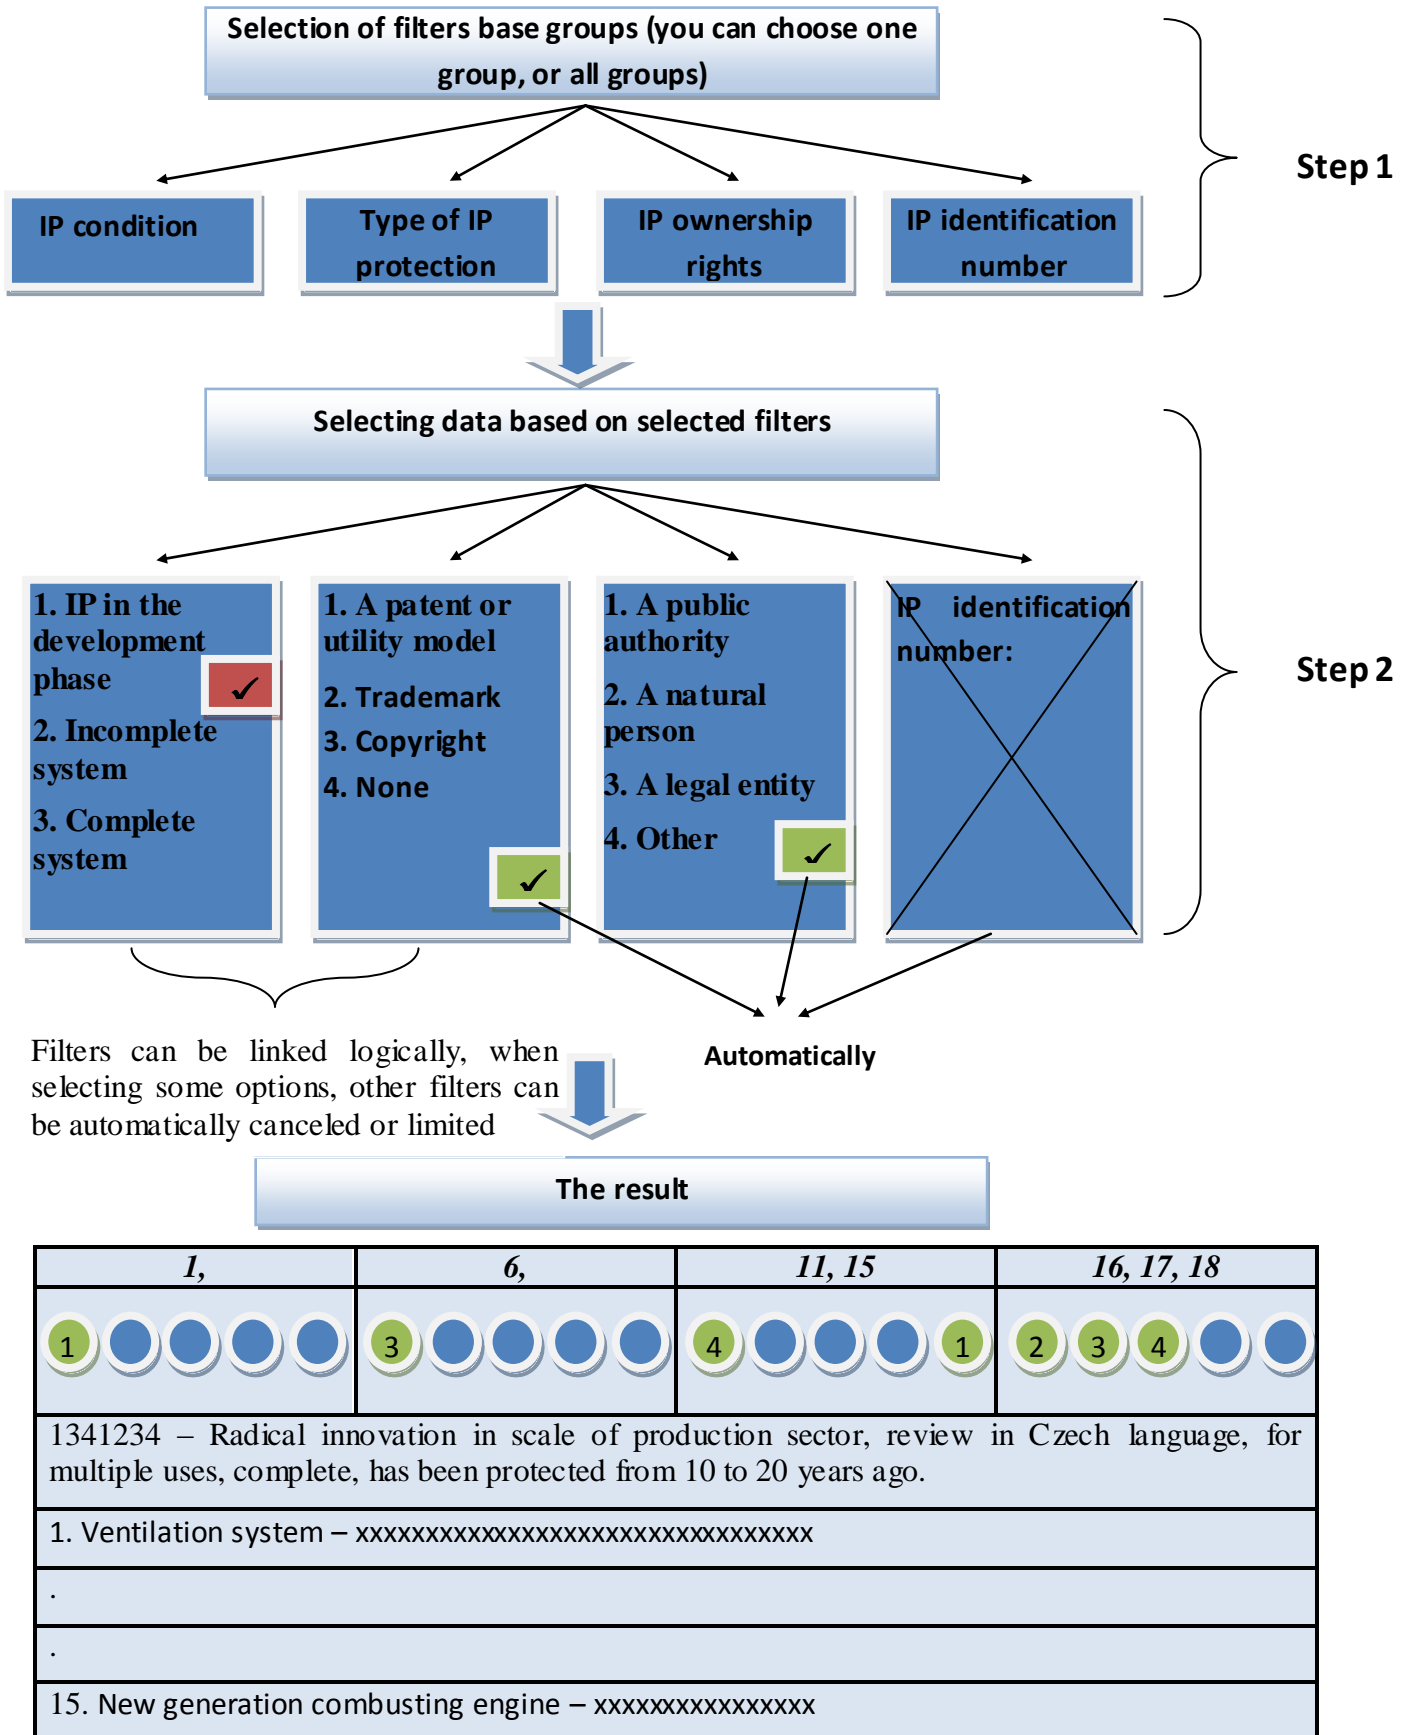 Selection of filters base groups (you can choose one
group, or all groups)
Step 1
IP condition
Type of IP
protection
IP ownership
rights
IP identification
number
Selecting data based on selected filters
1. IP in the
development
phase
2. Incomplete
system
3. Complete
system
1. A patent or
utility model
2. Trademark
3. Copyright
4. None
1. A public
authority
2. A natural
person
3. A legal entity
4. Other
IP identification
number:
Step 2
Filters can be linked logically, when
selecting some options, other filters can
be automatically canceled or limited
Automatically
The result
1, 6, 11, 15 16, 17, 18
1 3 4 1 2 3 4
1341234 – Radical innovation in scale of production sector, review in Czech language, for
multiple uses, complete, has been protected from 10 to 20 years ago.
1. Ventilation system – xxxxxxxxxxxxxxxxxxxxxxxxxxxxxxxxx
.
.
15. New generation combusting engine – xxxxxxxxxxxxxxxx